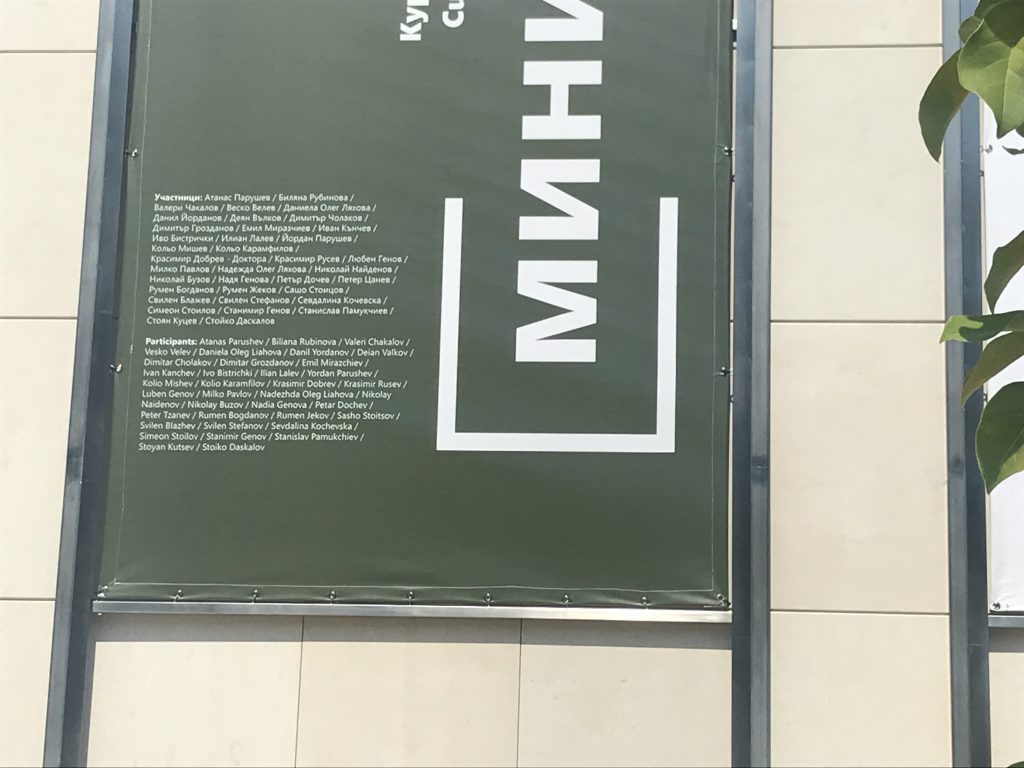 Ку
Cu
МИНИ
Участници: Атанас Парушев / Биляна Рубинова /
Валери Чакалов / Веско Велев / Даниела Олег Ляхова /
Данил Йорданов / Деян Вълков / Димитър Чолаков /
Димитър Грозданов / Емил Миразчиев / Иван Кънчев /
Иво Бистрички / Илиан Лалев / Йордан Парушев /
Кольо Мишев / Кольо Карамфилов /
Красимир Добрев - Доктора / Красимир Русев / Любен Генов /
Милко Павлов / Надежда Олег Ляхова / Николай Найденов /
Николай Бузов / Надя Генова / Петър Дочев / Петер Цанев /
Румен Богданов / Румен Жеков / Сашо Стоицов /
Свилен Блажев / Свилен Стефанов / Севдалина Кочевска /
Симеон Стоилов / Станимир Генов / Станислав Памукчиев /
Стоян Куцев / Стойко Даскалов
Participants: Atanas Parushev / Biliana Rubinova / Valeri Chakalov /
Vesko Velev / Daniela Oleg Liahova / Danil Yordanov / Deian Valkov /
Dimitar Cholakov / Dimitar Grozdanov / Emil Mirazchiev /
Ivan Kanchev / Ivo Bistrichki / Ilian Lalev / Yordan Parushev /
Kolio Mishev / Kolio Karamfilov / Krasimir Dobrev / Krasimir Rusev /
Luben Genov / Milko Pavlov / Nadezhda Oleg Liahova / Nikolay
Naidenov / Nikolay Buzov / Nadia Genova / Petar Dochev /
Peter Tzanev / Rumen Bogdanov / Rumen Jekov / Sasho Stoitsov /
Svilen Blazhev / Svilen Stefanov / Sevdalina Kochevska /
Simeon Stoilov / Stanimir Genov / Stanislav Pamukchiev /
Stoyan Kutsev / Stoiko Daskalov